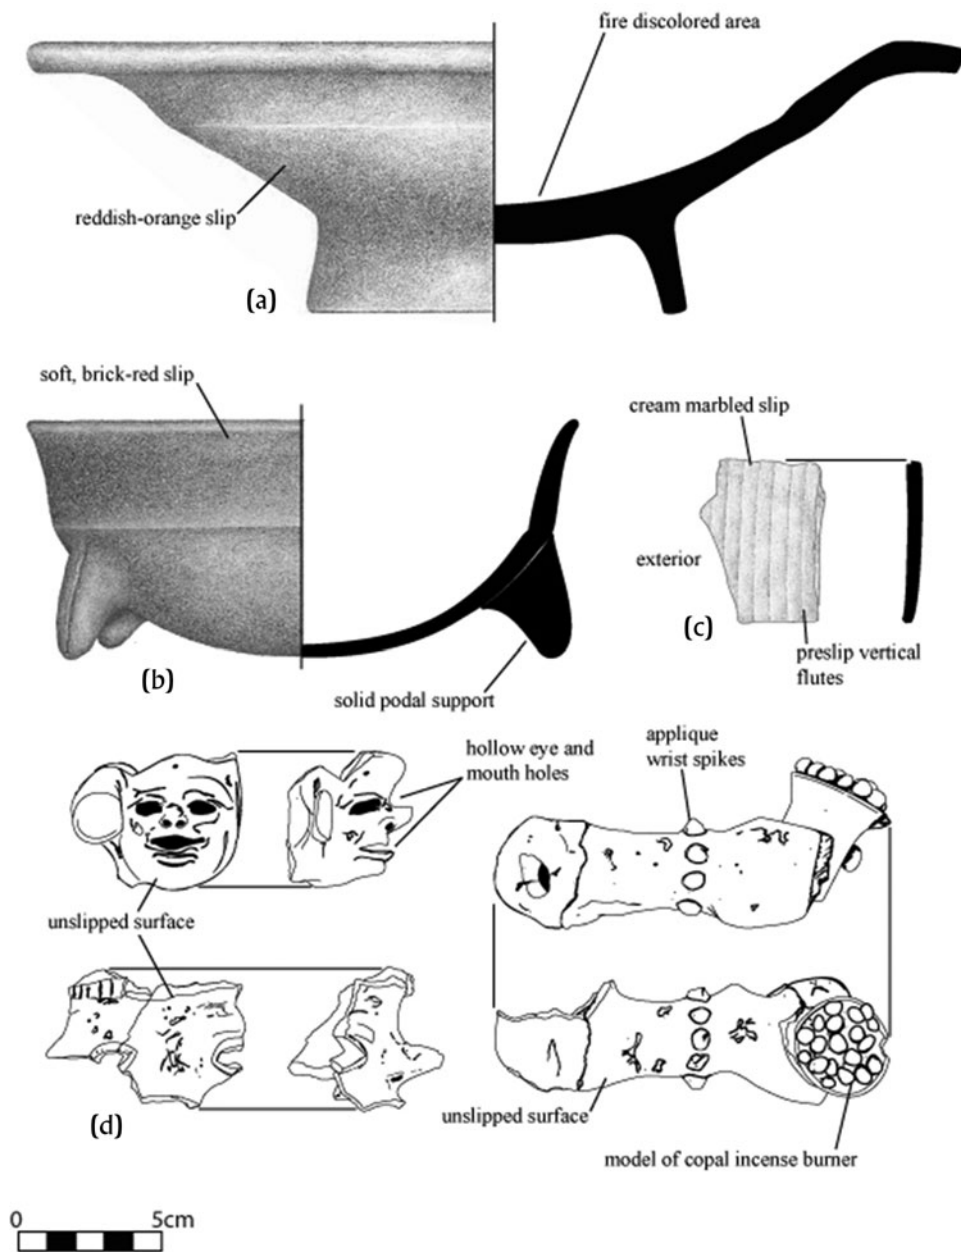 fire discolored area
reddish-orange slip
(a)
soft, brick-red slip
cream marbled slip
exterior
(c)
(b)
preslip vertical
flutes
solid podal support
hollow eye and
mouth holes
applique
wrist spikes
unslipped surface
(d)
unslipped surface
model of copal incense burner
0 5cm